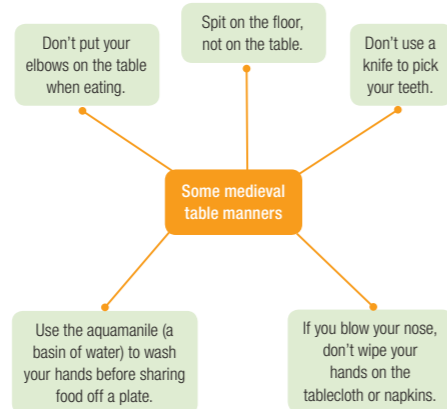 Don’t put your
elbows on the table
when eating.
Spit on the floor,
not on the table.
Don’t use a
knife to pick
your teeth.
Some medieval
table manners
Use the aquamanile (a
basin of water) to wash
your hands before sharing
food off a plate.
If you blow your nose,
don’t wipe your
hands on the
tablecloth or napkins.